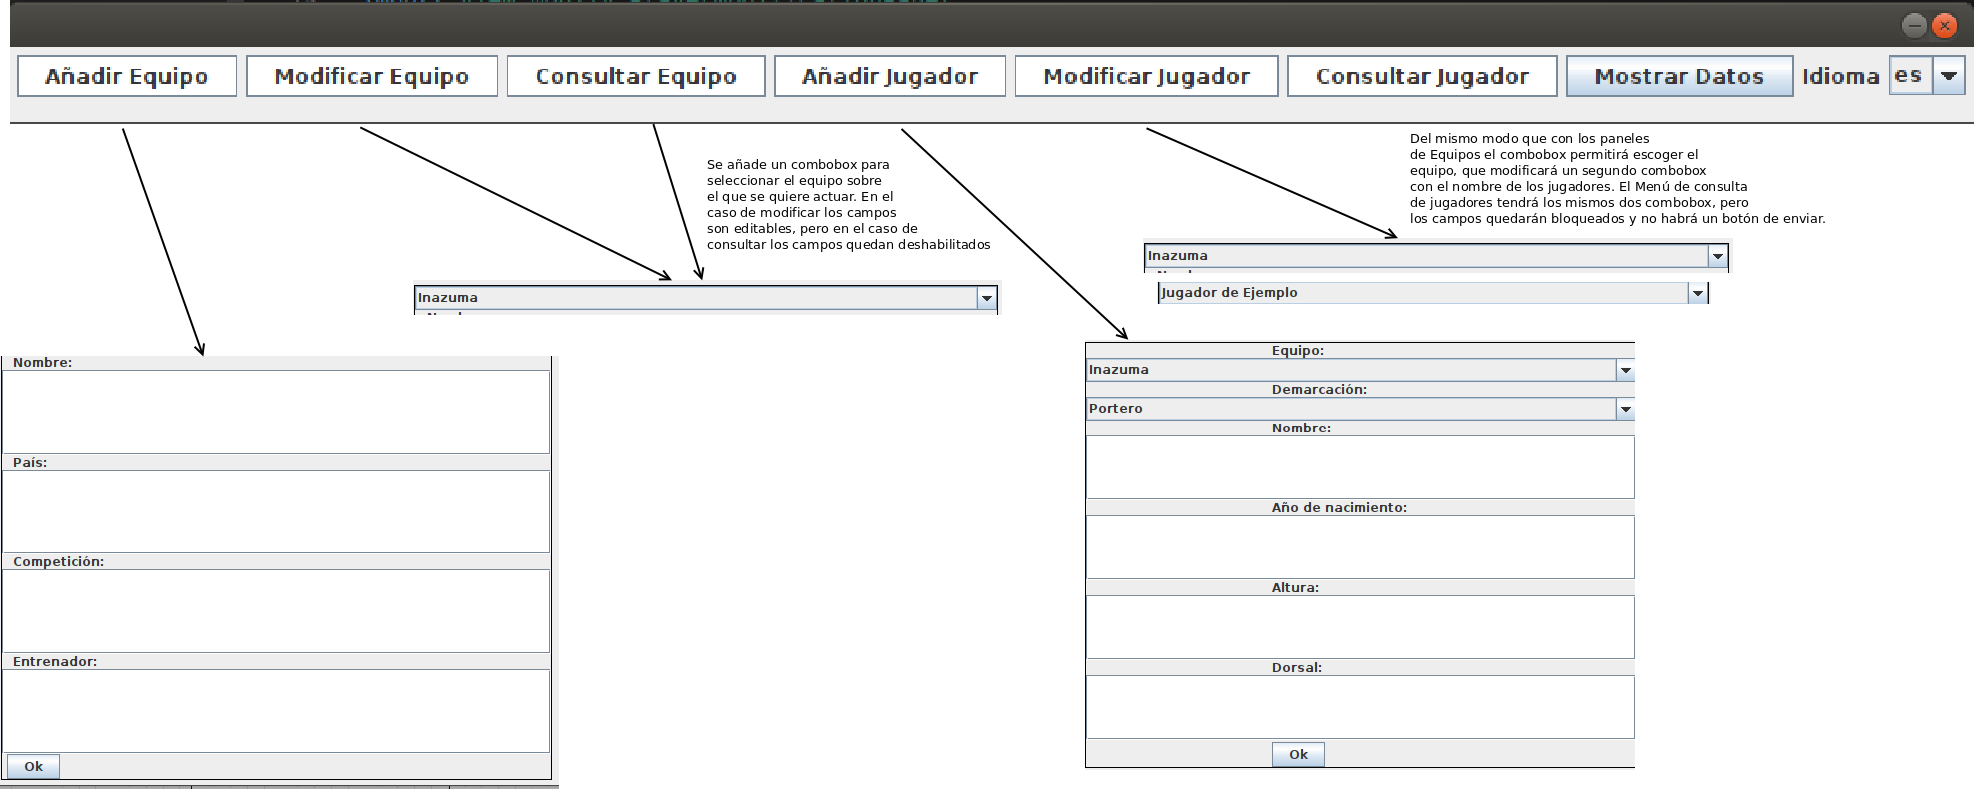 Añadir Equipo Modificar Equipo Consultar Equipo Añadir Jugador Modificar Jugador Consultar Jugador Mostrar Datos Idioma es
Se añade un combobox para
seleccionar el equipo sobre
el que se quiere actuar. En el
caso de modificar los campos
son editables, pero en el caso de
consultar los campos quedan deshabilitados
Del mismo modo que con los paneles
de Equipos el combobox permitirá escoger el
equipo, que modificará un segundo combobox
con el nombre de los jugadores. El Menú de consulta
de jugadores tendrá los mismos dos combobox, pero
los campos quedarán bloqueados y no habrá un botón de enviar.
Inazuma
Inazuma
Jugador de Ejemplo
Nombre:
País:
Competición:
Entrenador:
Ok
Equipo:
Inazuma
Demarcación:
Portero
Nombre:
Año de nacimiento:
Altura:
Dorsal:
Ok